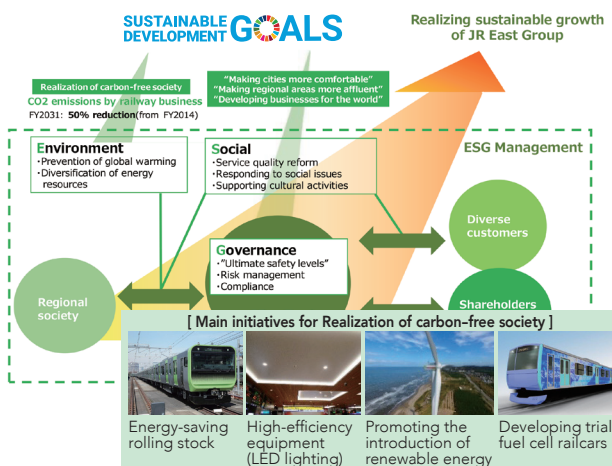 SUSTAINABLE
DEVELOPMENT
GOALS
Realizing sustainable growth
of JR East Group
Realization of carbon-free society
CO2 emissions by railway business
FY2031: 50% reduction(from FY2014)
"Making cities more comfortable"
"Making regional areas more affluent"
"Developing businesses for the world"
ESG Management
Environment
・Prevention of global warming
・Diversification of energy
resources
Social
・Service quality reform
・Responding to social issues
・Supporting cultural activities
Governance
・"Ultimate safety levels"
・Risk management
・Compliance
Diverse
customers
Regional
society
Shareholders
[ Main initiatives for Realization of carbon-free society ]
Energy-saving
rolling stock
High-efficiency
equipment
(LED lighting)
Promoting the
introduction of
renewable energy
Developing trial
fuel cell railcars